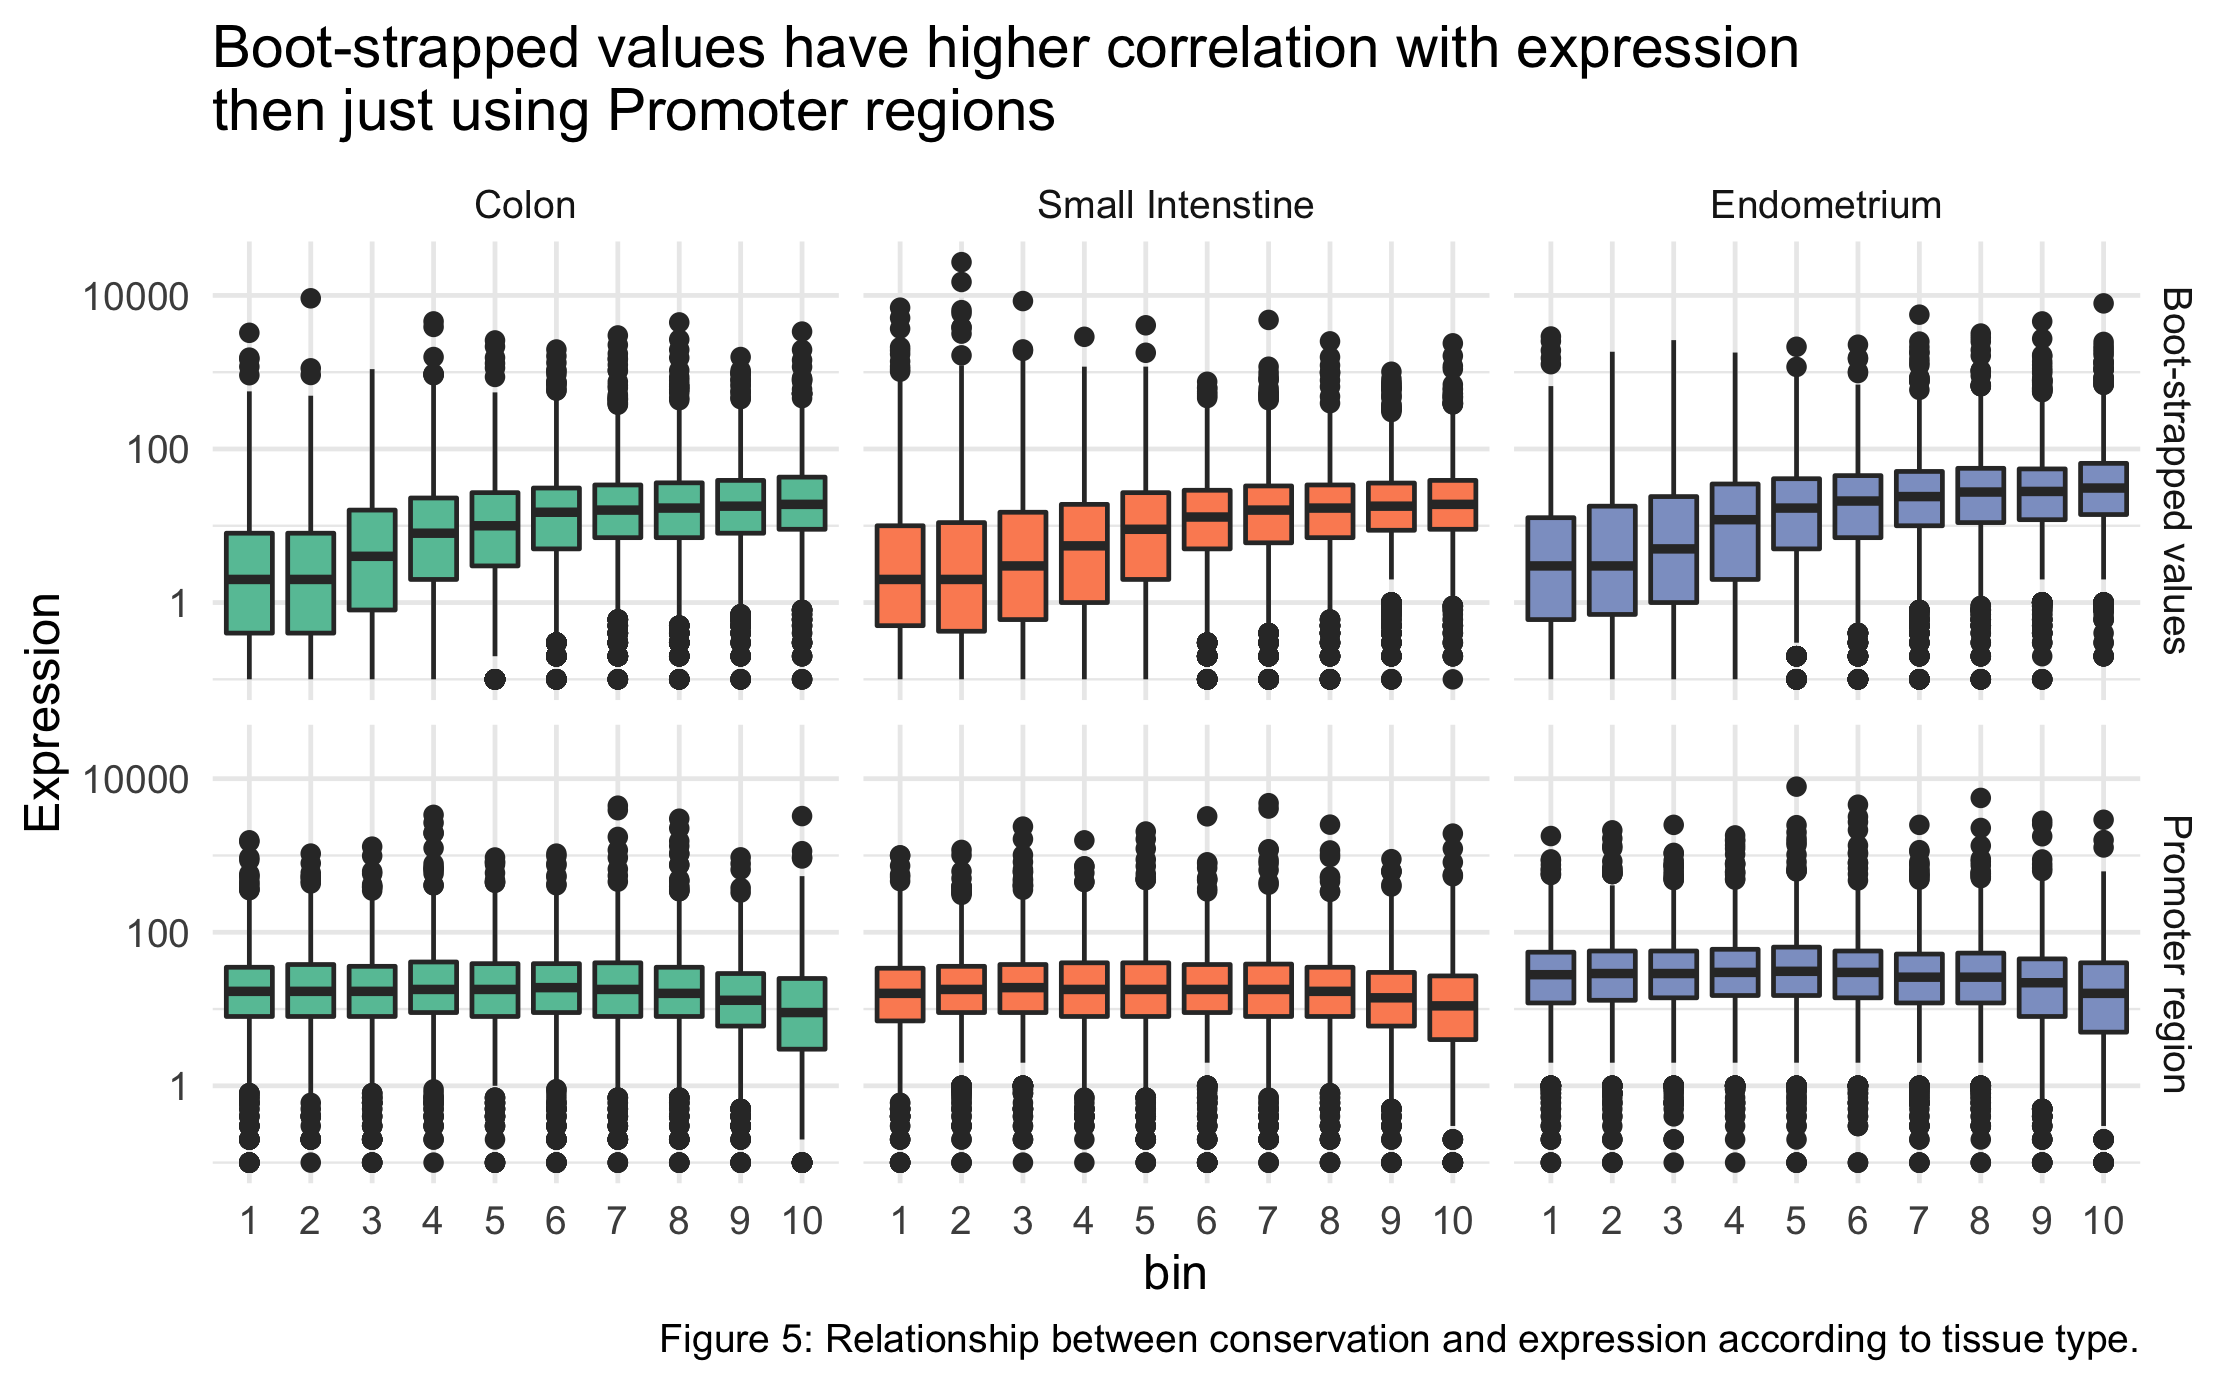 Boot-strapped values have higher correlation with expression
then just using Promoter regions
Colon
Small Intenstine
Endometrium
10000
100
1
Boot-strapped values
Expression
10000
100
1
Promoter region
1 2 3 4 5 6 7 8 9 10
1 2 3 4 5 6 7 8 9 10
1 2 3 4 5 6 7 8 9 10
bin
Figure 5: Relationship between conservation and expression according to tissue type.